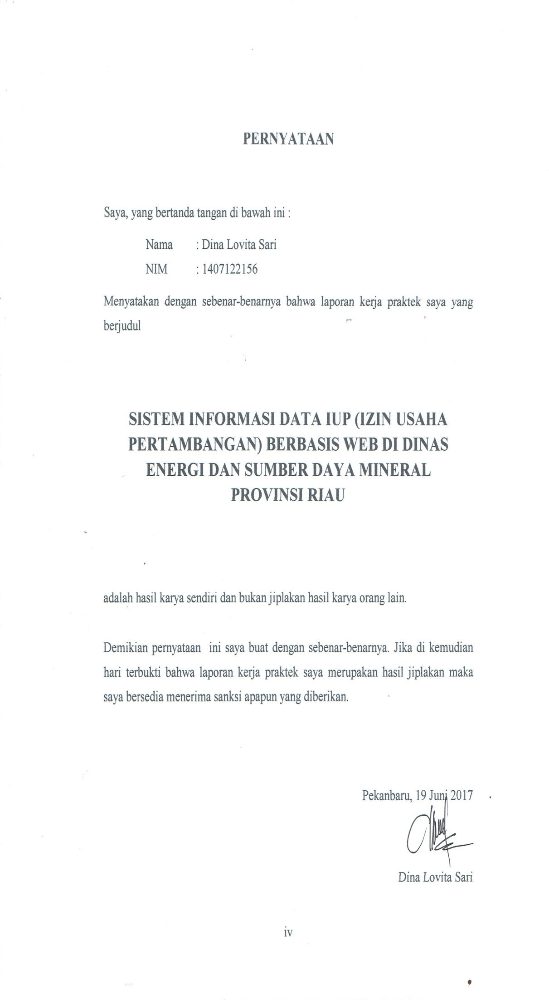 PERNYATAAN
Saya, yang bertanda tangan di bawah ini :
Nama : Dina Lovita Sari
NIM : 1407122156
Menyatakan dengan sebenar-benarnya bahwa laporan kerja praktek saya yang
berjudul
SISTEM INFORMASI DATA IUP (IZIN USAHA
PERTAMBANGAN) BERBASIS WEB DI DINAS
ENERGI DAN SUMBER DAYA MINERAL
PROVINSI RIAU
adalah hasil karya sendiri dan bukan jiplakan hasil karya orang lain.
Demikian pernyataan ini saya buat dengan sebenar-benarnya. Jika di kemudian
hari terbukti bahwa laporan kerja praktek saya merupakan hasil jiplakan maka
saya bersedia menerima sanksi apapun yang diberikan.
Pekanbaru, 19 Juni 2017
Dina Lovita Sari
iv